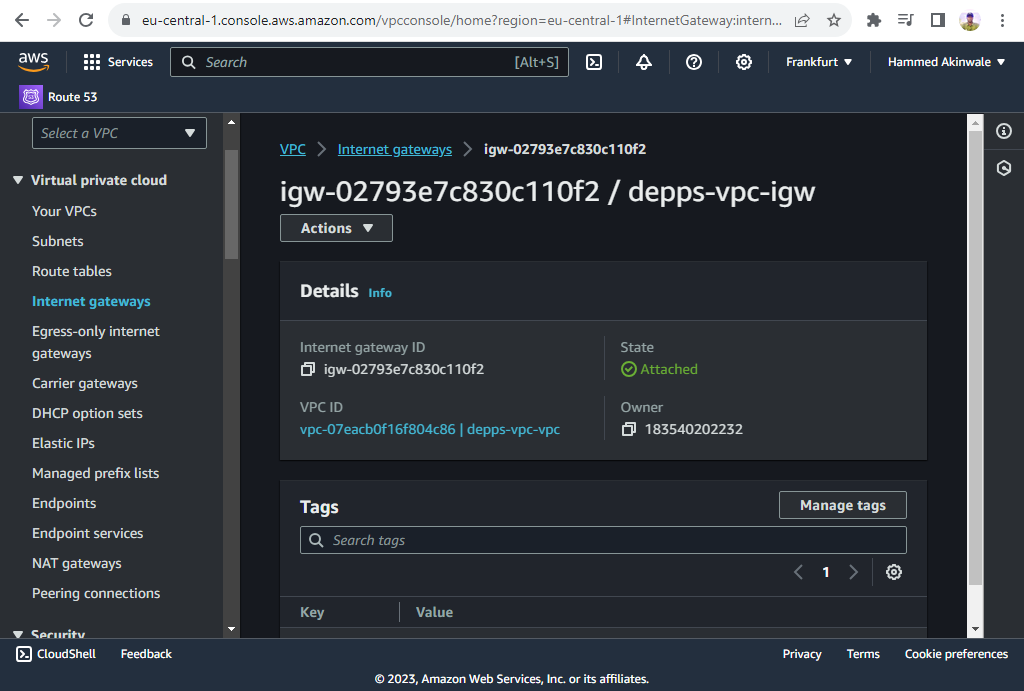 eu-central-1.console.aws.amazon.com/vpcconsole/home?region=eu-central-1#InternetGateway:intern...
aws
Services
Search [Alt+S]
Frankfurt ▼
Hammed Akinwale ▼
Route 53
Select a VPC ▼
▼ Virtual private cloud
Your VPCs
Subnets
Route tables
Internet gateways
Egress-only internet
gateways
Carrier gateways
DHCP option sets
Elastic IPs
Managed prefix lists
Endpoints
Endpoint services
NAT gateways
Peering connections
▼ Security
VPC > Internet gateways > igw-02793e7c830c110f2
igw-02793e7c830c110f2 / depps-vpc-igw
Actions ▼
Details Info
Internet gateway ID
igw-02793e7c830c110f2
State
Attached
VPC ID
vpc-07eacb0f16f804c86 | depps-vpc-vpc
Owner
183540202232
Tags
Manage tags
Search tags
< 1 >
Key Value
CloudShell Feedback Privacy Terms Cookie preferences
© 2023, Amazon Web Services, Inc. or its affiliates.